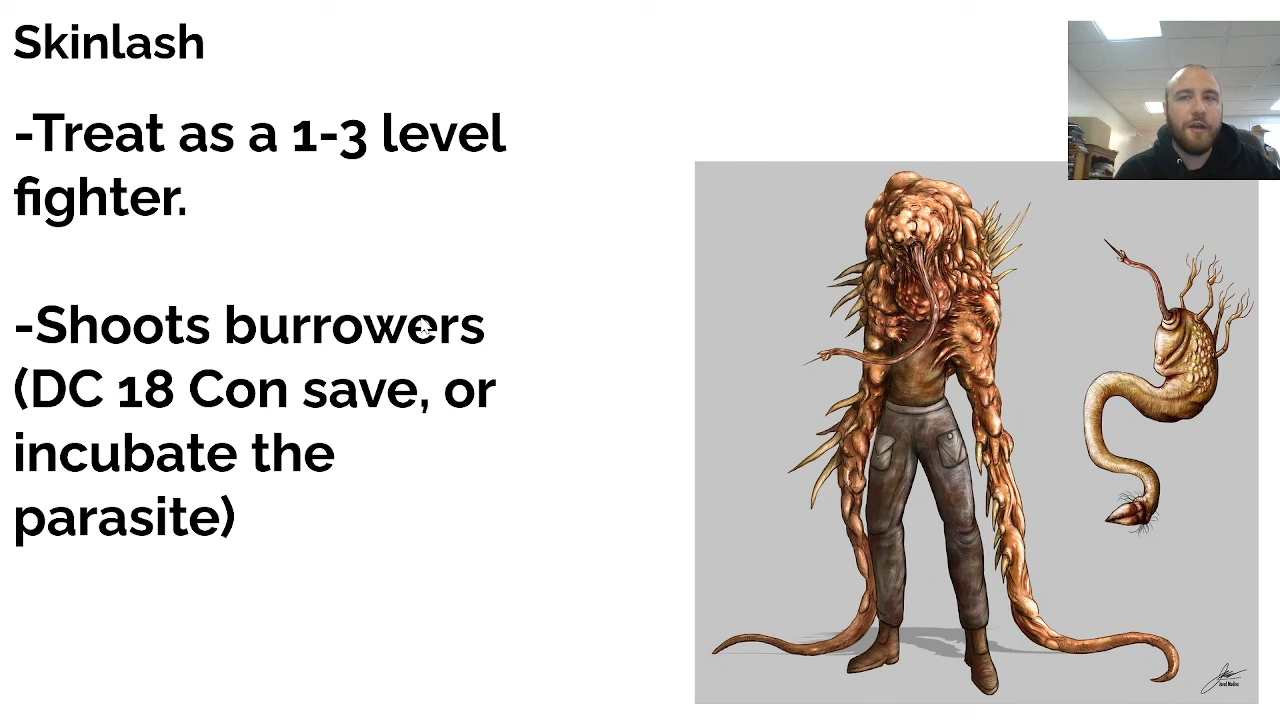 Skinlash
-Treat as a 1-3 level
fighter.
-Shoots burrowers
(DC 18 Con save, or
incubate the
parasite)